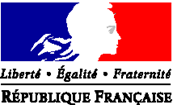 Liberté • Égalité • Fraternité
RÉPUBLIQUE FRANÇAISE